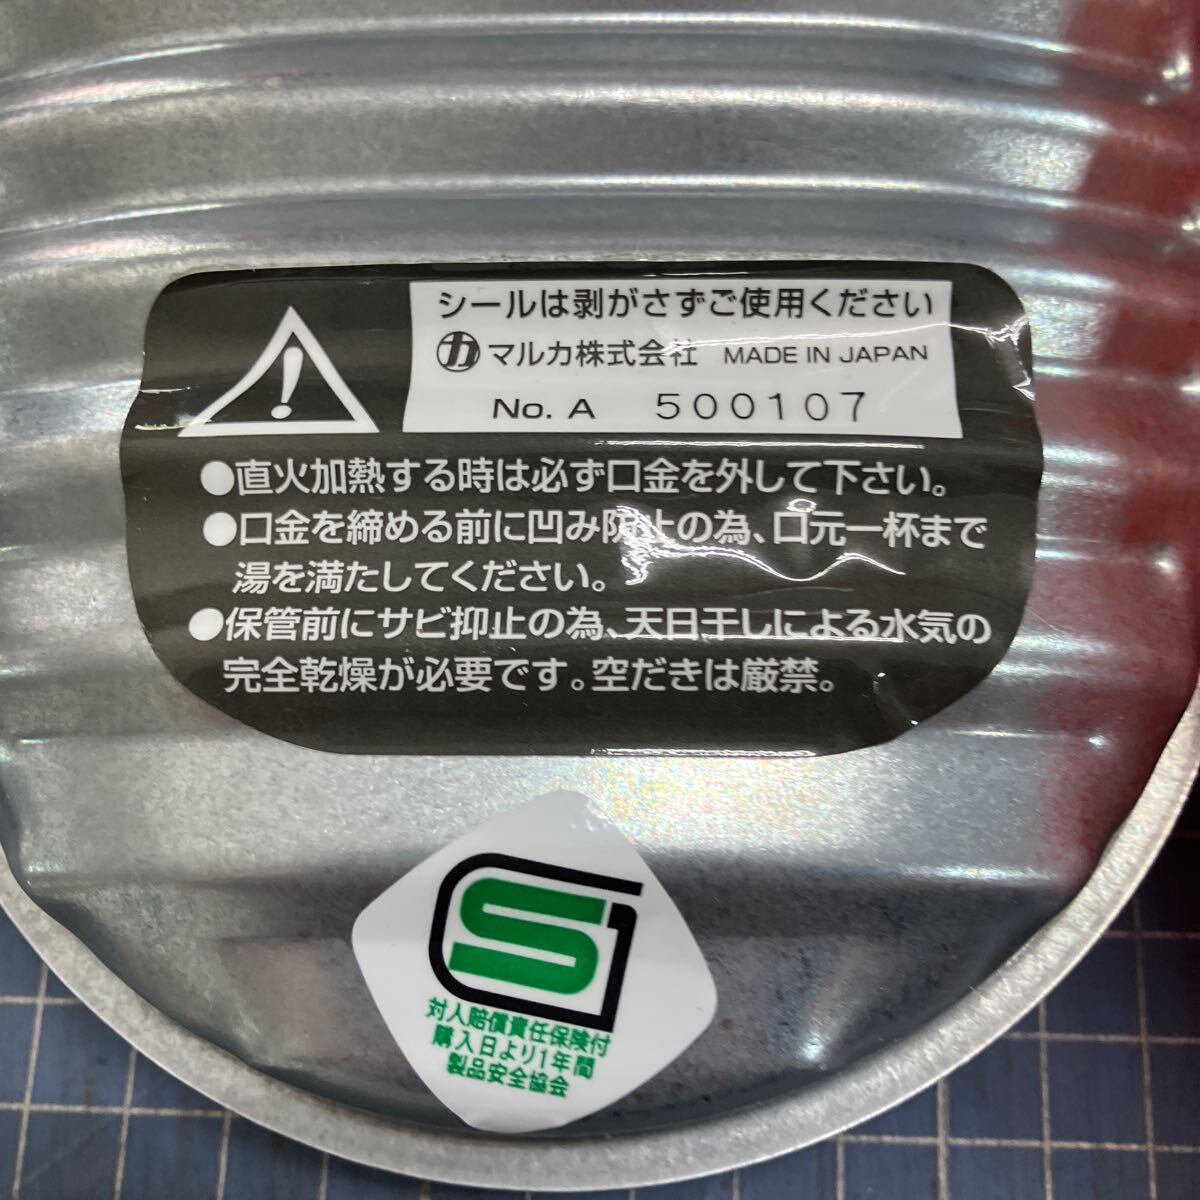 シールは剥がさずご使用ください
カ マルカ株式会社 MADE IN JAPAN
No. A 500107
●直火加熱する時は必ず口金を外して下さい。
●口金を締める前に凹み防止の為、口元一杯まで
湯を満たしてください。
●保管前にサビ抑止の為、天日干しによる水気の
完全乾燥が必要です。空だきは厳禁。
SG
対人賠償責任保険付
購入日より1年間
製品安全協会